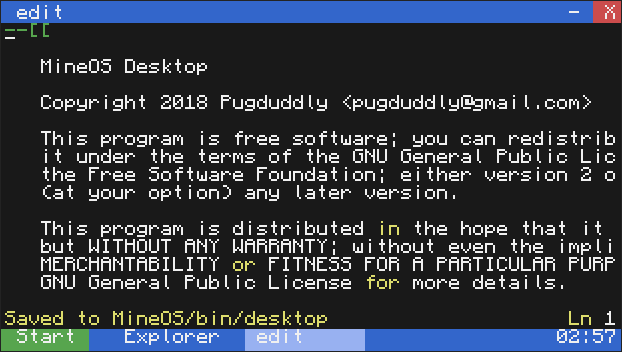 edit - X
--[[
MineOS Desktop
Copyright 2018 Pugduddly <pugduddly@gmail.com>
This program is free software; you can redistrib
it under the terms of the GNU General Public Lic
the Free Software Foundation; either version 2 o
(at your option) any later version.
This program is distributed in the hope that it
but WITHOUT ANY WARRANTY; without even the impli
MERCHANTABILITY or FITNESS FOR A PARTICULAR PURP
GNU General Public License for more details.
Saved to MineOS/bin/desktop Ln 1
Start Explorer edit 02:57